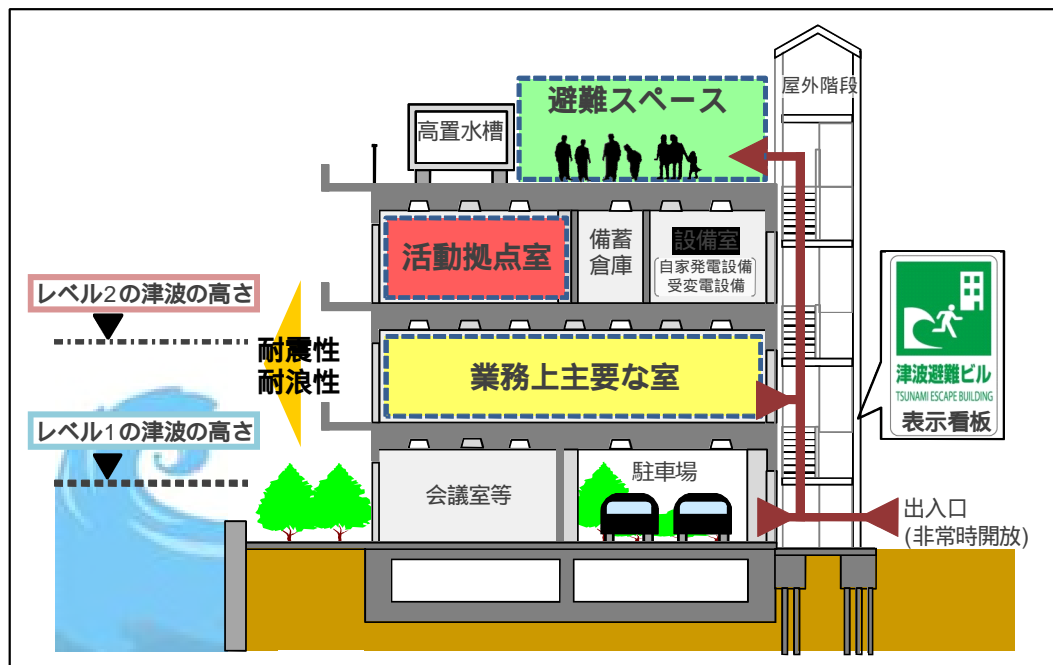 避難スペース
屋外階段
高置水槽
活動拠点室
備蓄
倉庫
設備室
自家発電設備
受変電設備
レベル2の津波の高さ
耐震性
耐浪性
業務上主要な室
津波避難ビル
TSUNAMI ESCAPE BUILDING
表示看板
レベル1の津波の高さ
会議室等
駐車場
出入口
(非常時開放)